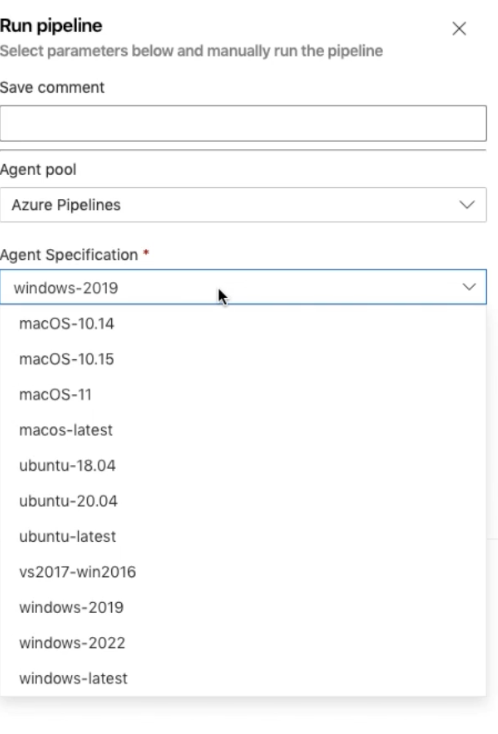 Run pipeline
Select parameters below and manually run the pipeline
Save comment
Agent pool
Azure Pipelines
Agent Specification *
windows-2019
macOS-10.14
macOS-10.15
macOS-11
macos-latest
ubuntu-18.04
ubuntu-20.04
ubuntu-latest
vs2017-win2016
windows-2019
windows-2022
windows-latest